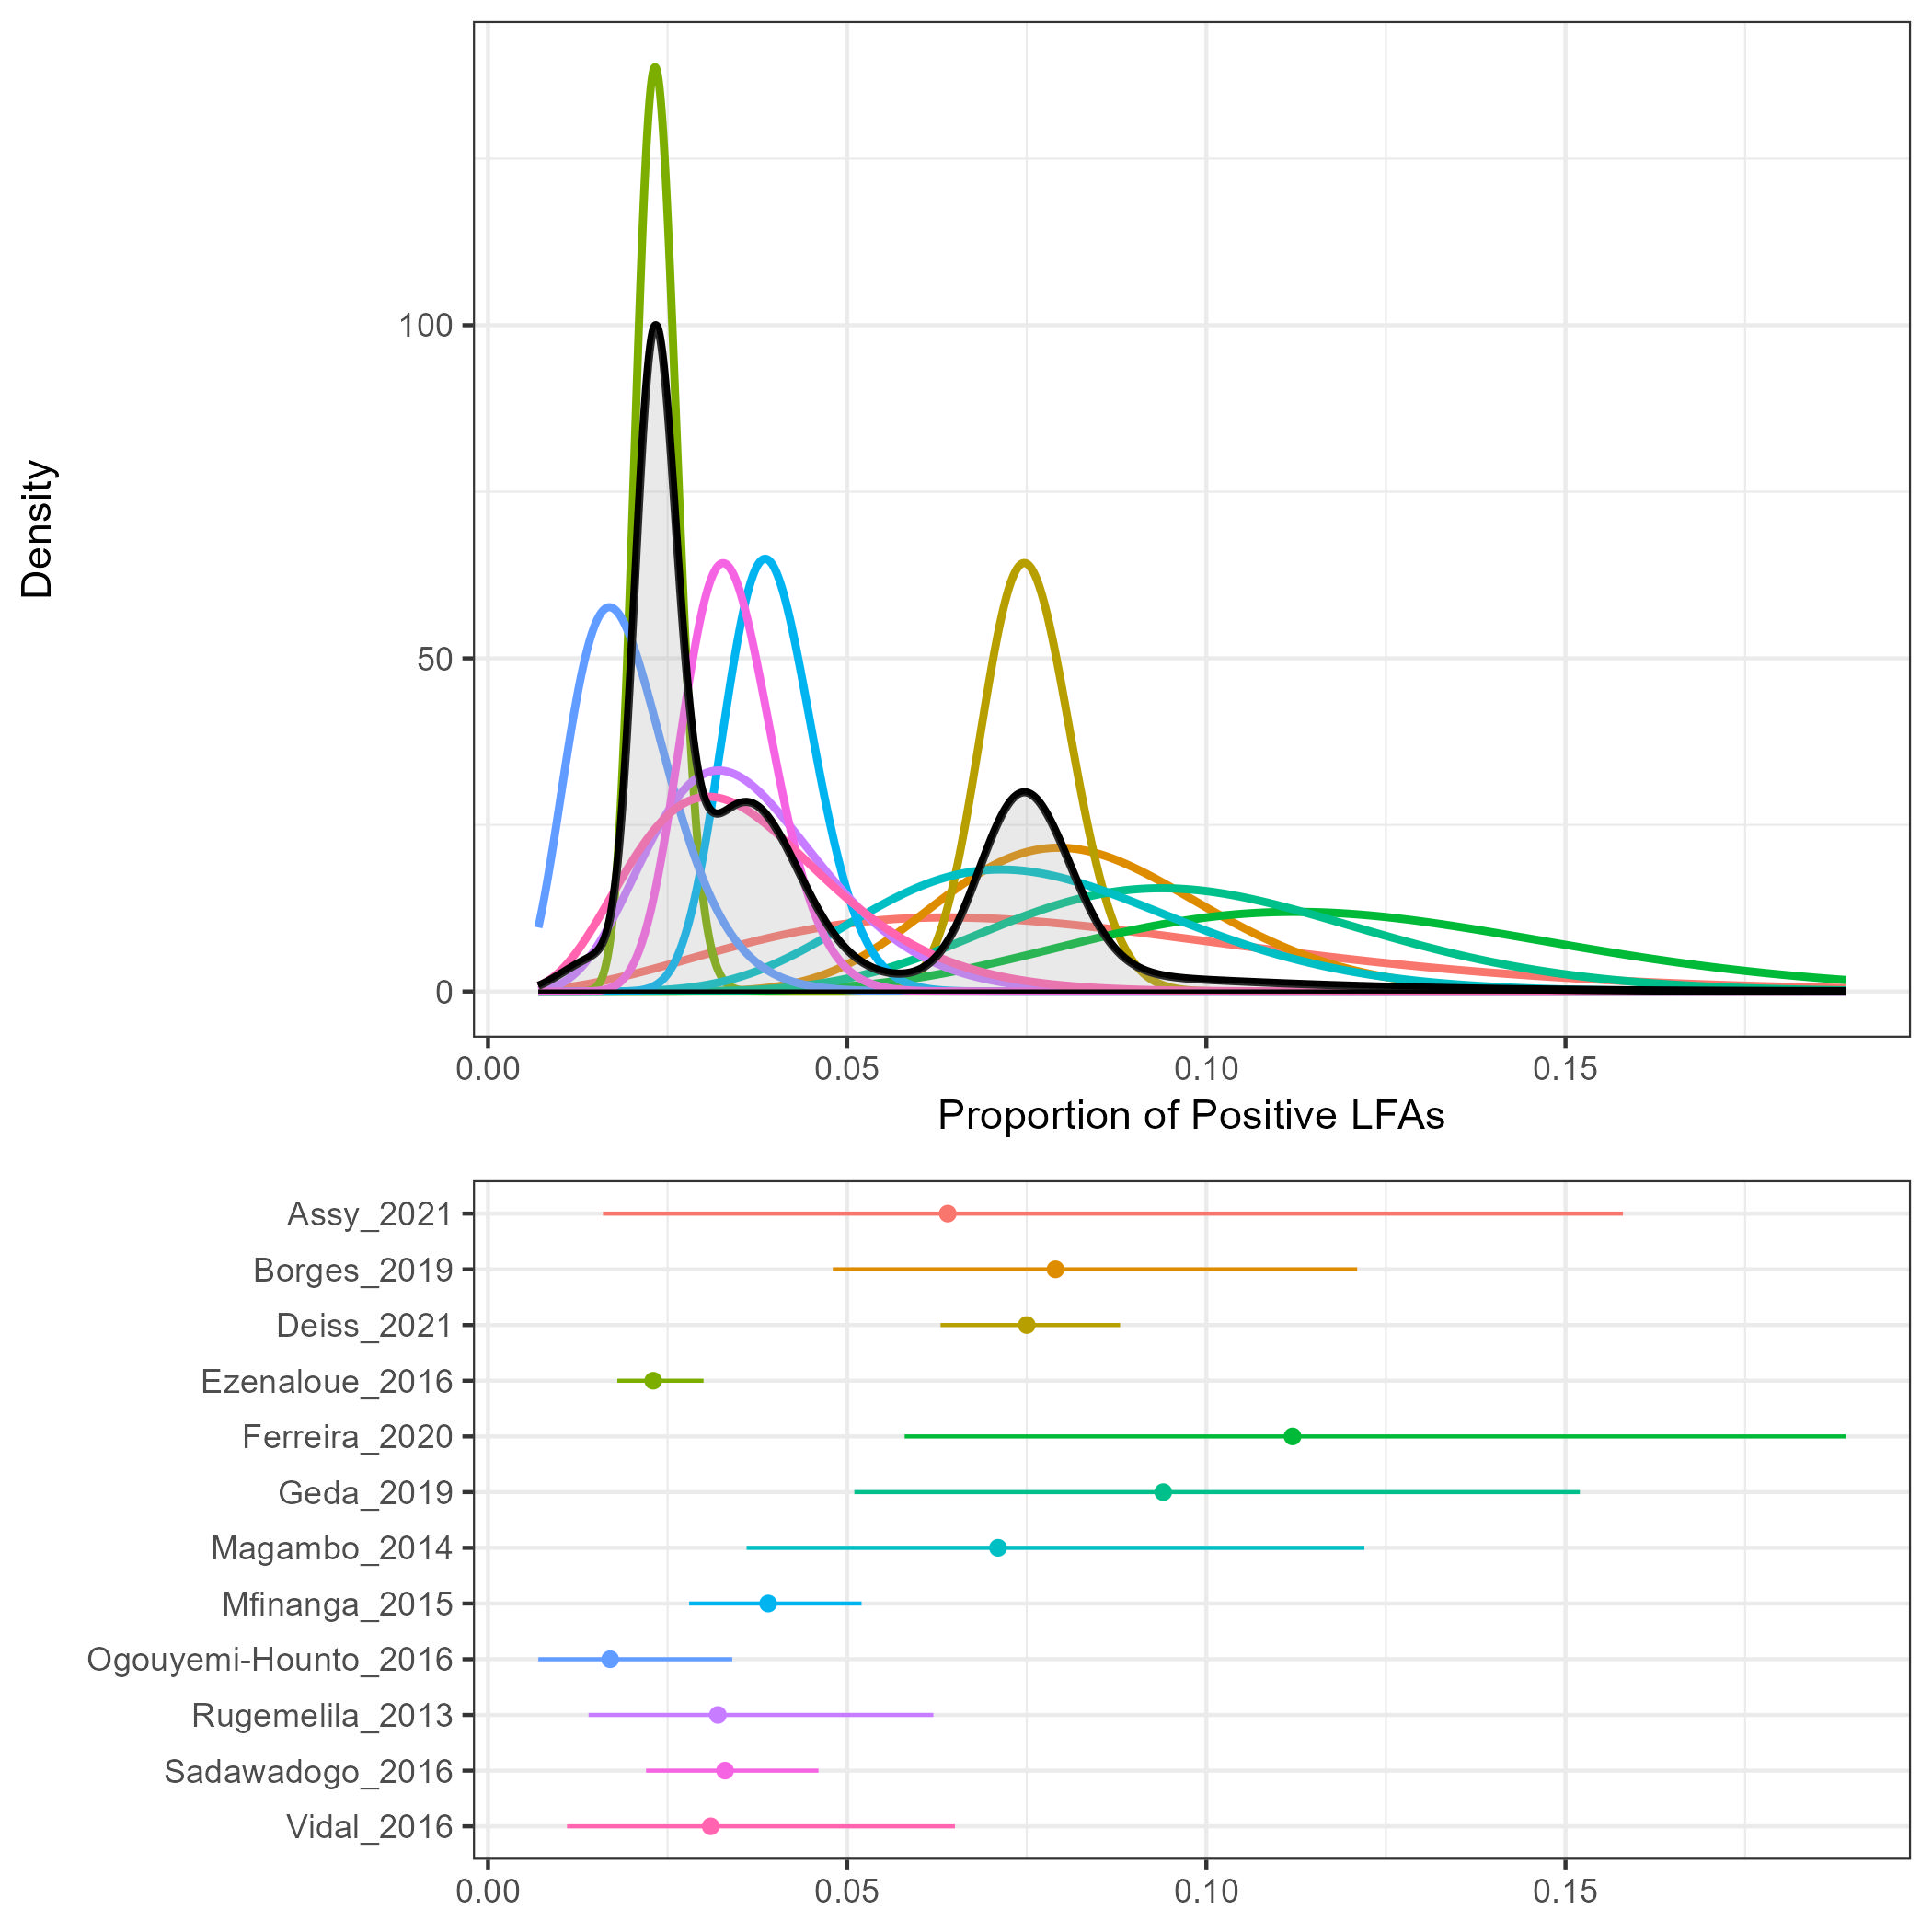 Density
100
50
0
0.00 0.05 0.10 0.15
Proportion of Positive LFAs
Assy_2021
Borges_2019
Deiss_2021
Ezenaloue_2016
Ferreira_2020
Geda_2019
Magambo_2014
Mfinanga_2015
Ogouyemi-Hounto_2016
Rugemelila_2013
Sadawadogo_2016
Vidal_2016
0.00 0.05 0.10 0.15